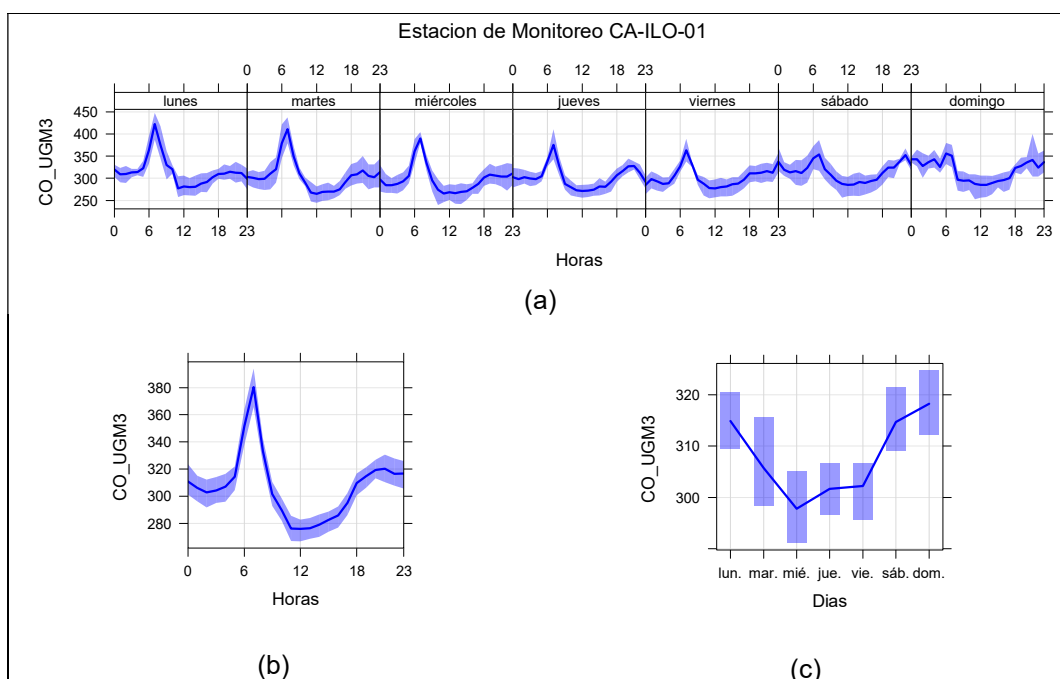 Estacion de Monitoreo CA-ILO-01
0 6 12 18 23 0 6 12 18 23 0 6 12 18 23
lunes martes miércoles jueves viernes sábado domingo
450
400
350
300
250
CO_UGM3
0 6 12 18 23 0 6 12 18 23 0 6 12 18 23 0 6 12 18 23
Horas
(a)
380
360
340
320
300
280
CO_UGM3
0 6 12 23
Horas
(b)
320
310
300
CO_UGM3
lun. mar. mié. jue. vie. sáb. dom.
Dias
(c)